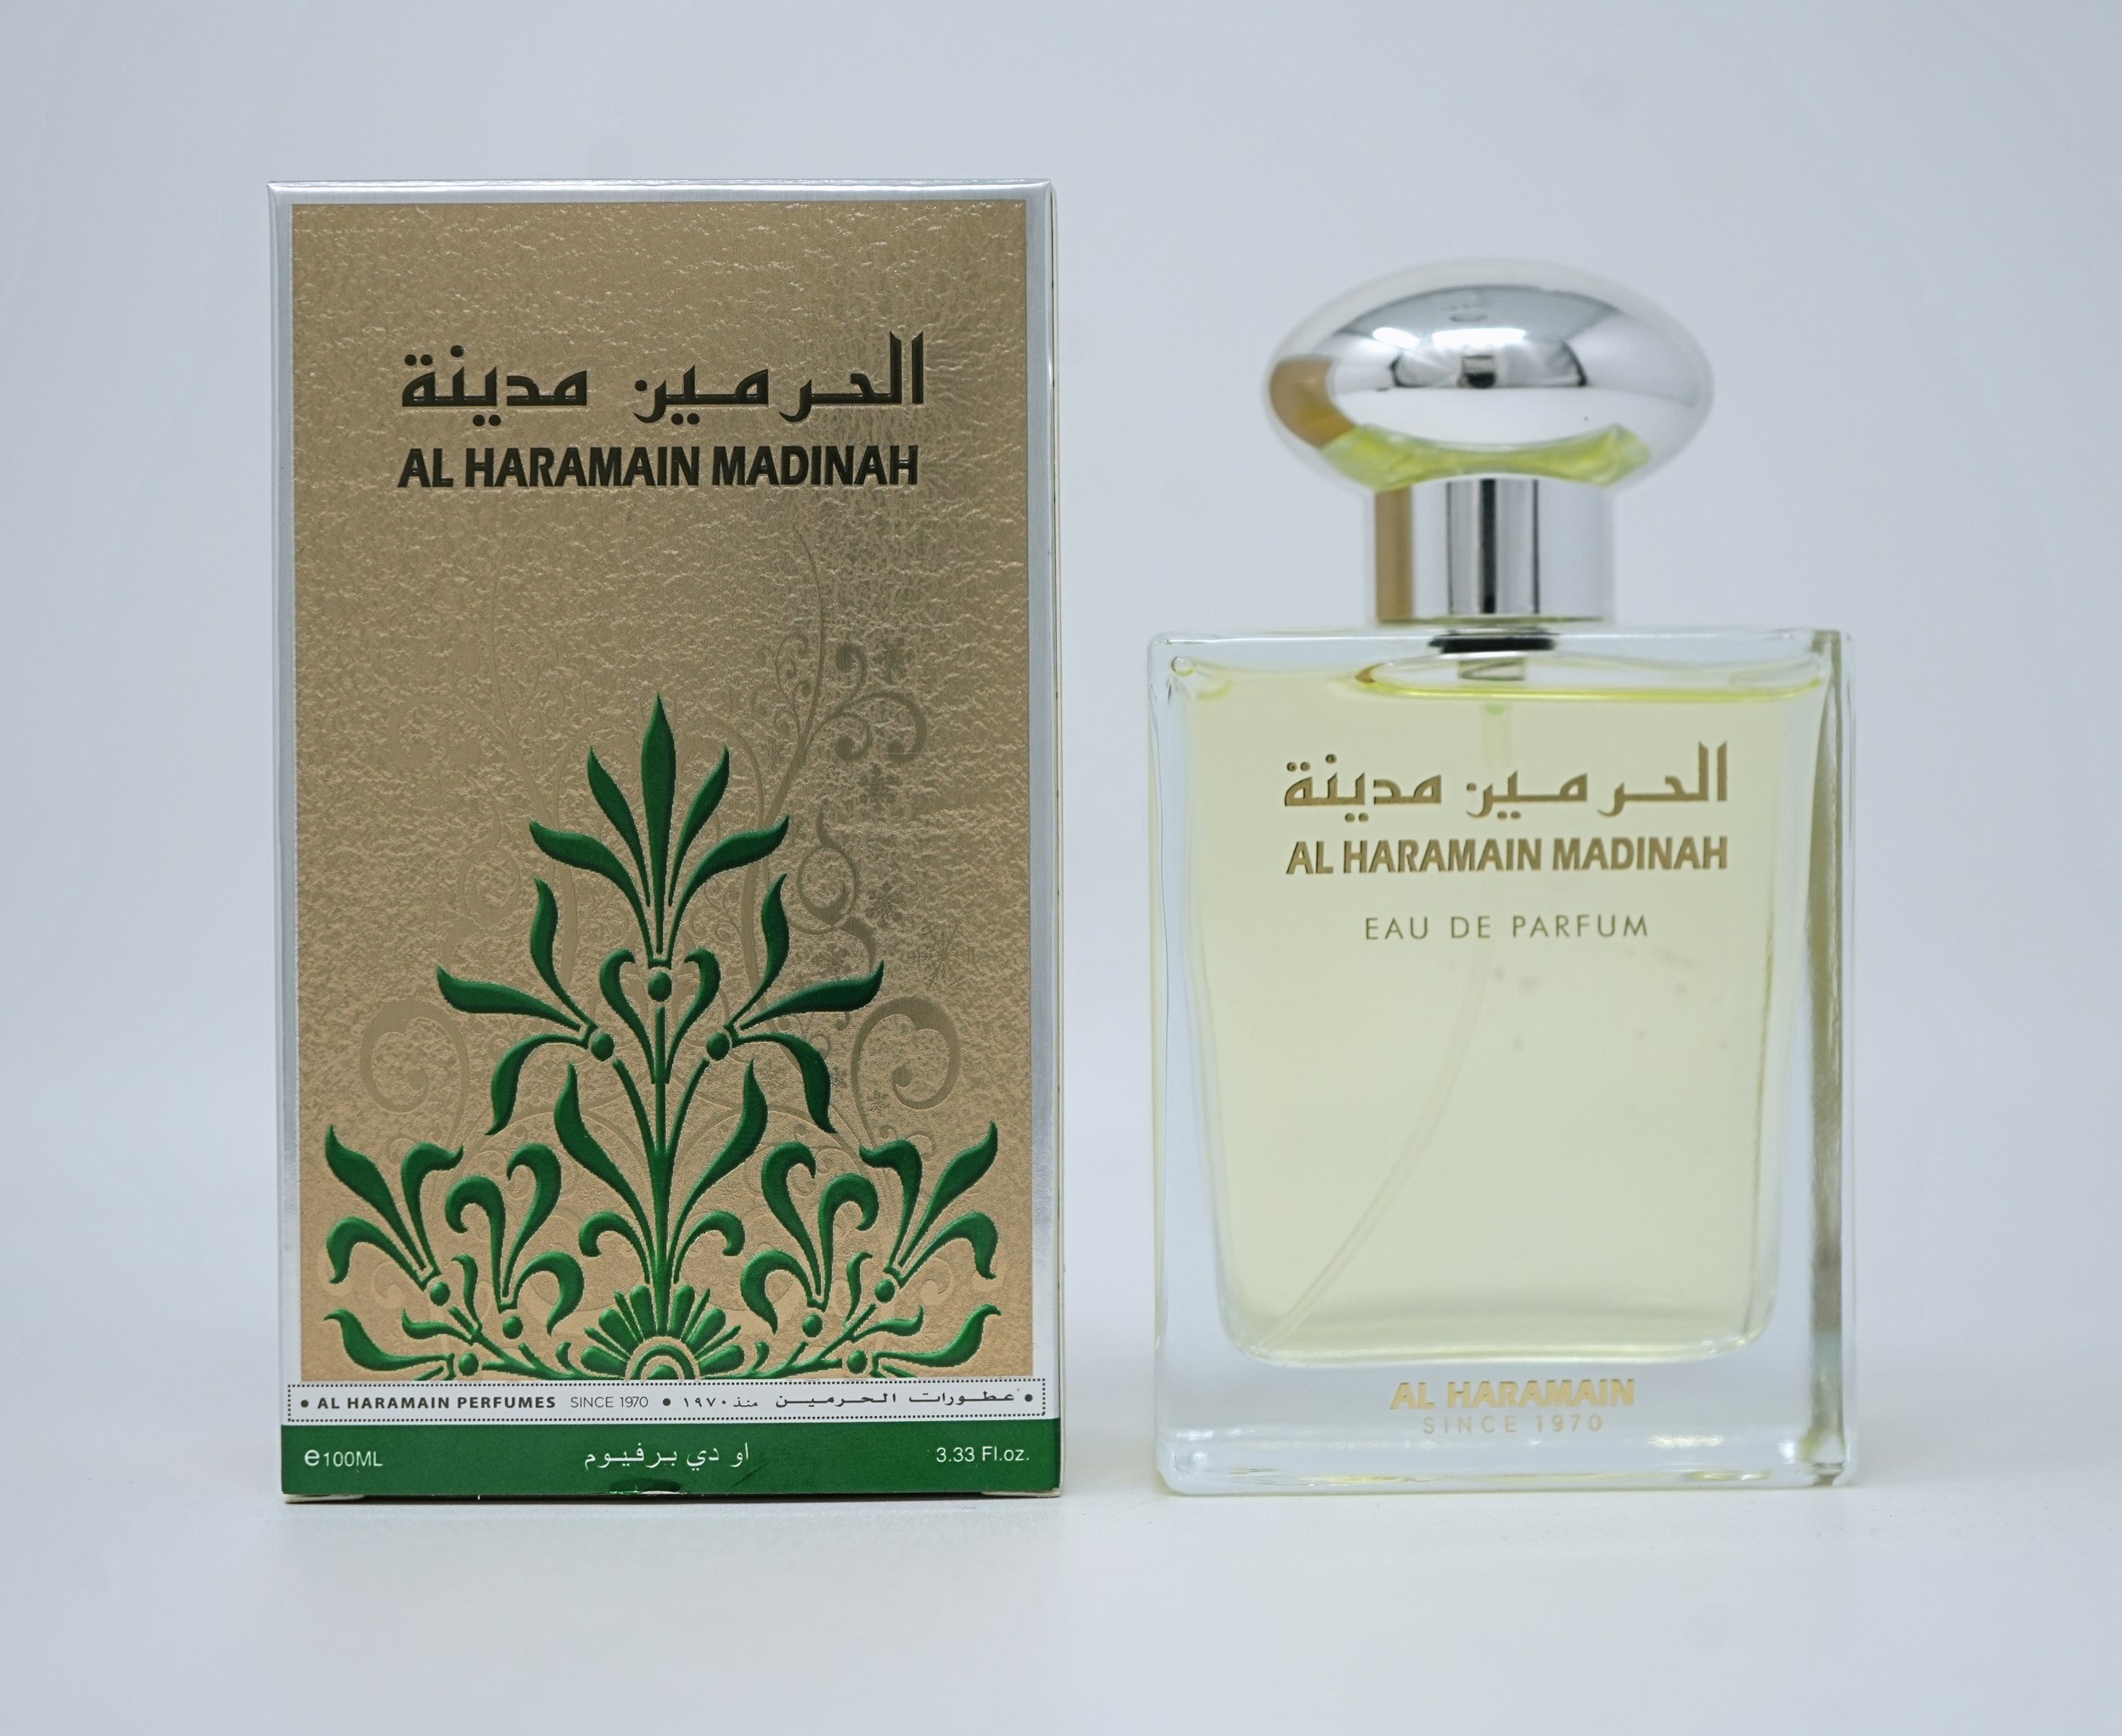 الحرمين مدينة
AL HARAMAIN MADINAH
• AL HARAMAIN PERFUMES SINCE 1970 • عطورات الحرمين منذ ١٩٧٠ •
e100ML او دي برفيوم 3.33 Fl.oz.
الحرمين مدينة
AL HARAMAIN MADINAH
EAU DE PARFUM
AL HARAMAIN
SINCE 1970